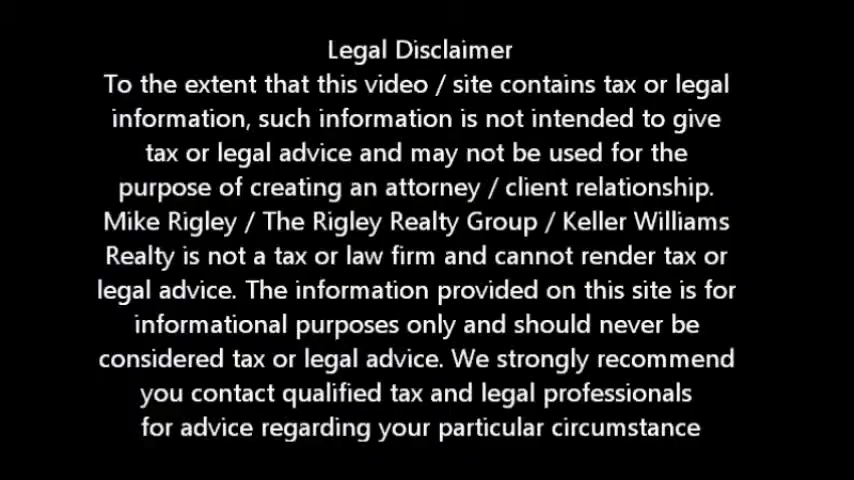 Legal Disclaimer
To the extent that this video / site contains tax or legal
information, such information is not intended to give
tax or legal advice and may not be used for the
purpose of creating an attorney / client relationship.
Mike Rigley / The Rigley Realty Group / Keller Williams
Realty is not a tax or law firm and cannot render tax or
legal advice. The information provided on this site is for
informational purposes only and should never be
considered tax or legal advice. We strongly recommend
you contact qualified tax and legal professionals
for advice regarding your particular circumstance